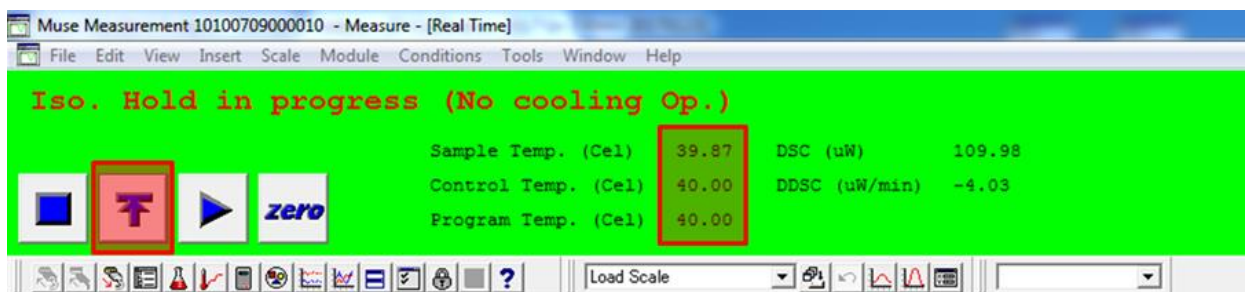 Muse Measurement 10100709000010 - Measure - [Real Time]
File Edit View Insert Scale Module Conditions Tools Window Help
Iso. Hold in progress (No cooling Op.)
Sample Temp. (Cel) 39.87 DSC (uW) 109.98
Control Temp. (Cel) 40.00 DDSC (uW/min) -4.03
zero
Program Temp. (Cel) 40.00
Load Scale